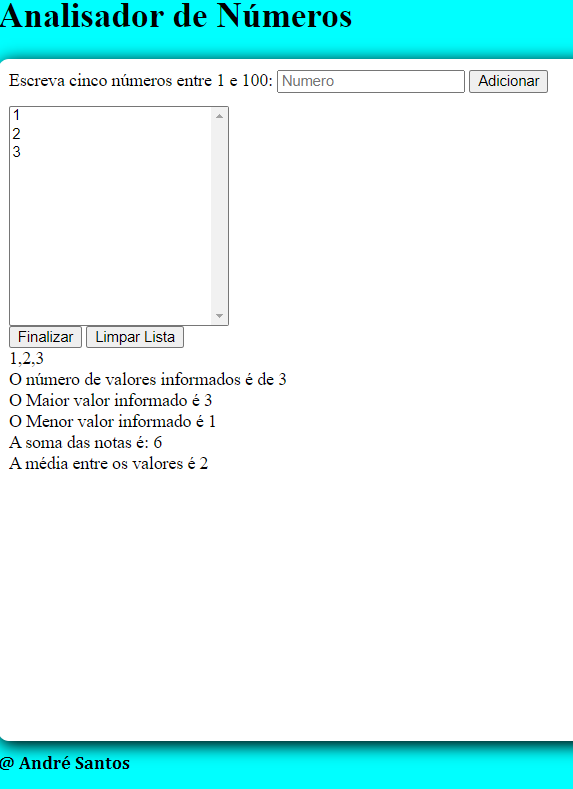 Analisador de Números
Escreva cinco números entre 1 e 100: Numero Adicionar
1
2
3
Finalizar Limpar Lista
1,2,3
O número de valores informados é de 3
O Maior valor informado é 3
O Menor valor informado é 1
A soma das notas é: 6
A média entre os valores é 2
@ André Santos